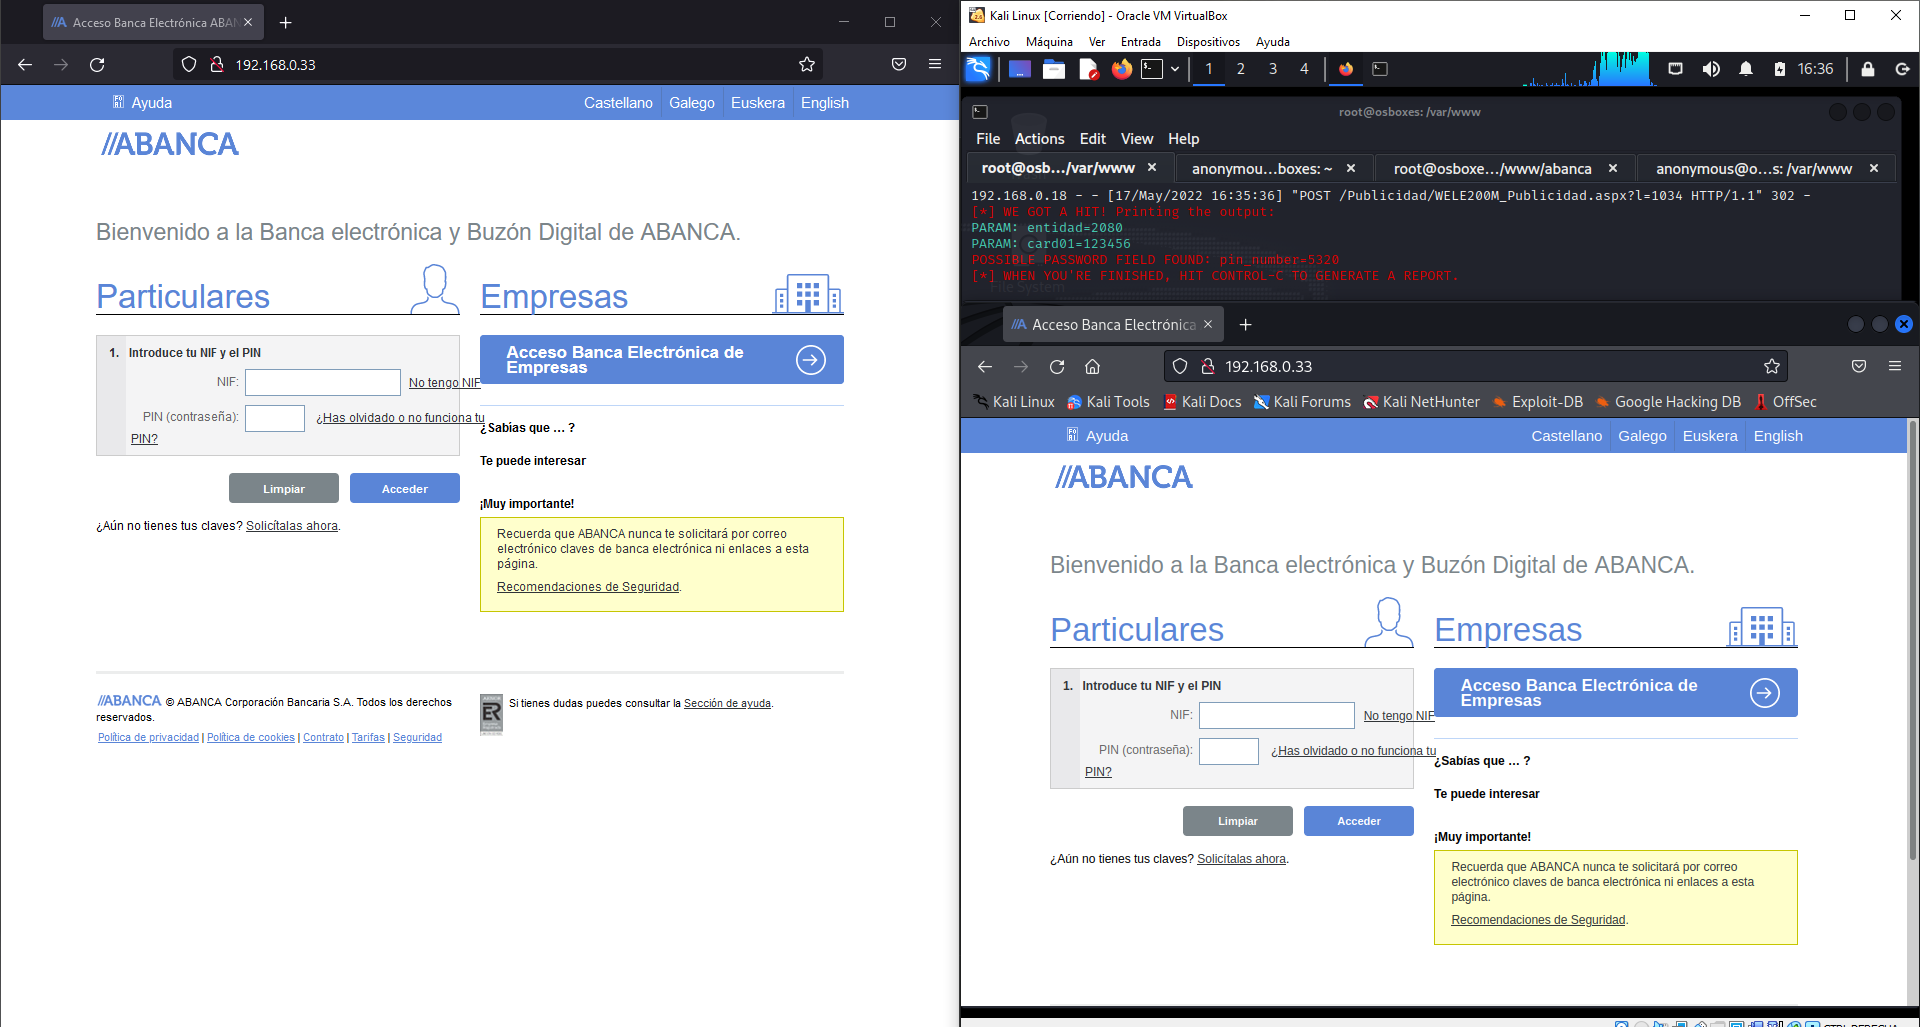 Acceso Banca Electrónica ABAN
192.168.0.33
Ayuda
Castellano Galego Euskera English
//ABANCA
Bienvenido a la Banca electrónica y Buzón Digital de ABANCA.
Particulares
1. Introduce tu NIF y el PIN
NIF: No tengo NIF
PIN (contraseña): ¿Has olvidado o no funciona tu
PIN?
Limpiar Acceder
¿Aún no tienes tus claves? Solicítalas ahora.
Empresas
Acceso Banca Electrónica de
Empresas
¿Sabías que ... ?
Te puede interesar
¡Muy importante!
Recuerda que ABANCA nunca te solicitará por correo
electrónico claves de banca electrónica ni enlaces a esta
página.
Recomendaciones de Seguridad.
//ABANCA © ABANCA Corporación Bancaria S.A. Todos los derechos
reservados.
Política de privacidad | Política de cookies | Contrato | Tarifas | Seguridad
ER
Si tienes dudas puedes consultar la Sección de ayuda.
Kali Linux [Corriendo] - Oracle VM VirtualBox
Archivo Máquina Ver Entrada Dispositivos Ayuda
1 2 3 4 16:36
root@osboxes: /var/www
File Actions Edit View Help
root@osb.../var/www anonymou...boxes: ~ root@osboxe.../www/abanca anonymous@o...s: /var/www
192.168.0.18 - - [17/May/2022 16:35:36] "POST /Publicidad/WELE200M_Publicidad.aspx?l=1034 HTTP/1.1" 302 -
[*] WE GOT A HIT! Printing the output:
PARAM: entidad=2080
PARAM: card01=123456
POSSIBLE PASSWORD FIELD FOUND: pin_number=5320
[*] WHEN YOU'RE FINISHED, HIT CONTROL-C TO GENERATE A REPORT.
File System
Acceso Banca Electrónica
192.168.0.33
Kali Linux Kali Tools Kali Docs Kali Forums Kali NetHunter Exploit-DB Google Hacking DB OffSec
Ayuda
Castellano Galego Euskera English
//ABANCA
Bienvenido a la Banca electrónica y Buzón Digital de ABANCA.
Particulares
1. Introduce tu NIF y el PIN
NIF: No tengo NIF
PIN (contraseña): ¿Has olvidado o no funciona tu
PIN?
Limpiar Acceder
¿Aún no tienes tus claves? Solicítalas ahora.
Empresas
Acceso Banca Electrónica de
Empresas
¿Sabías que ... ?
Te puede interesar
¡Muy importante!
Recuerda que ABANCA nunca te solicitará por correo
electrónico claves de banca electrónica ni enlaces a esta
página.
Recomendaciones de Seguridad.
CTRL DERECHA